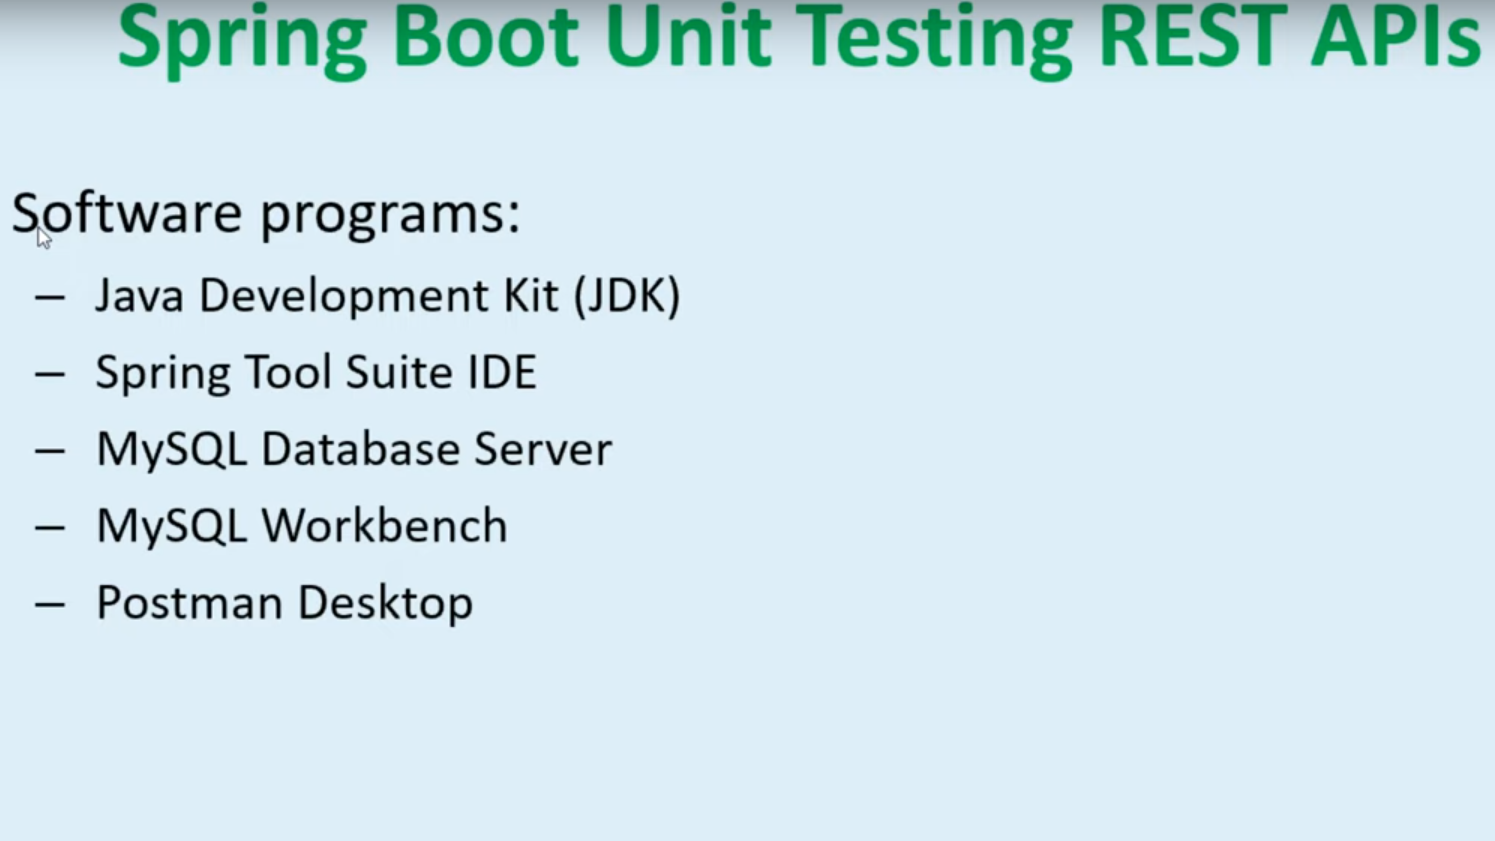 Spring Boot Unit Testing REST APIs
Software programs:
– Java Development Kit (JDK)
– Spring Tool Suite IDE
– MySQL Database Server
– MySQL Workbench
– Postman Desktop